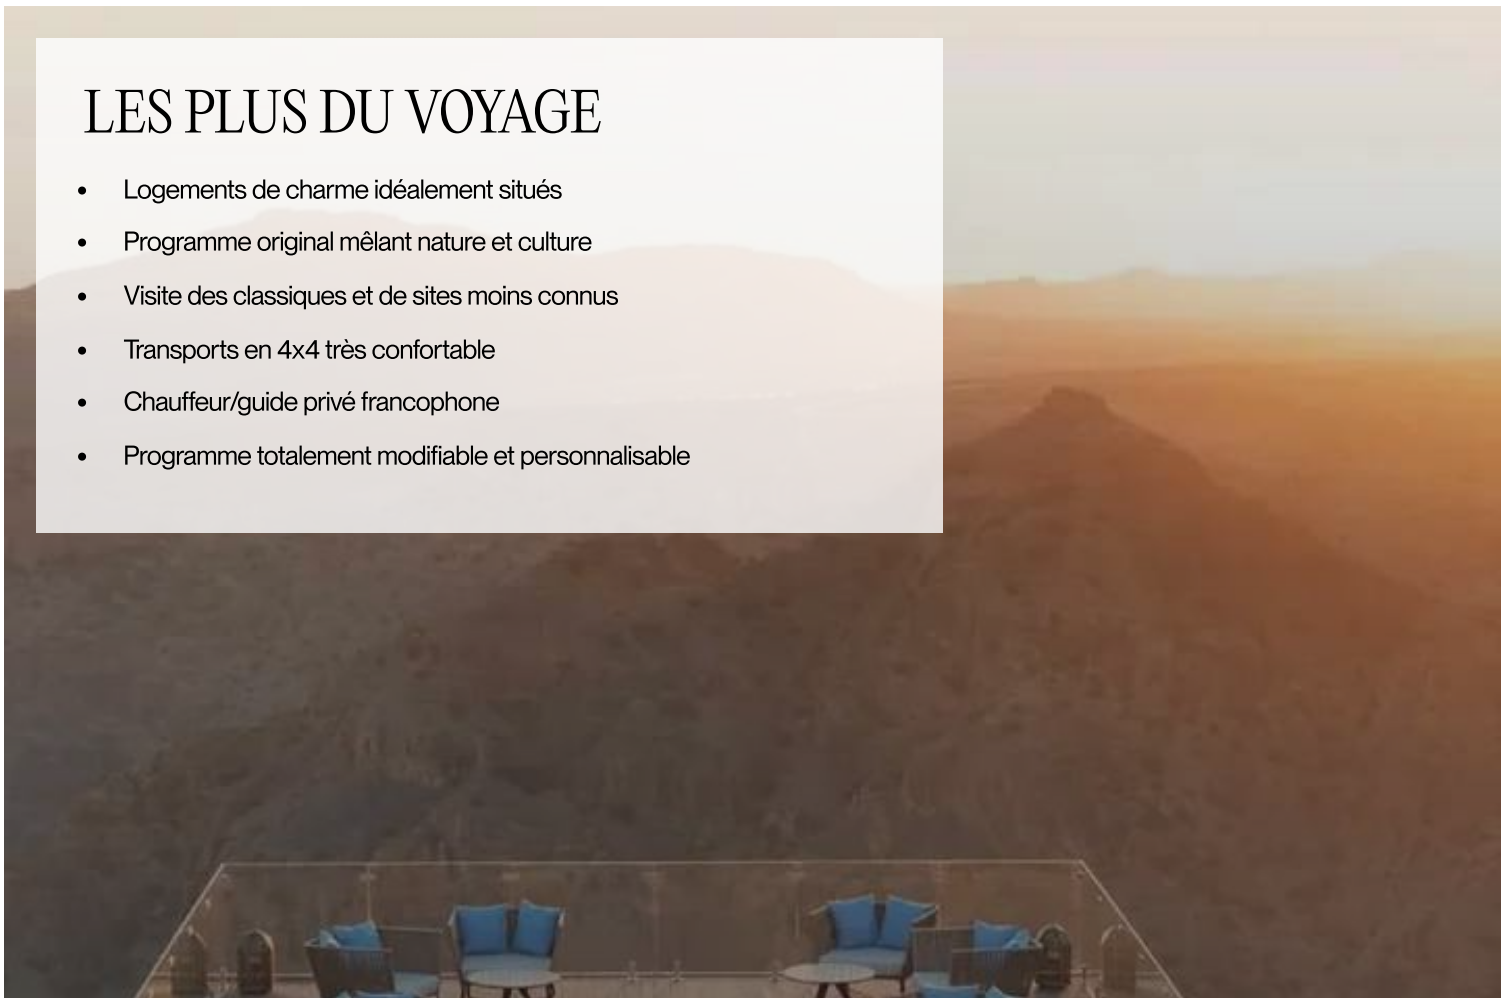 LES PLUS DU VOYAGE
• Logements de charme idéalement situés
• Programme original mêlant nature et culture
• Visite des classiques et de sites moins connus
• Transports en 4x4 très confortable
• Chauffeur/guide privé francophone
• Programme totalement modifiable et personnalisable